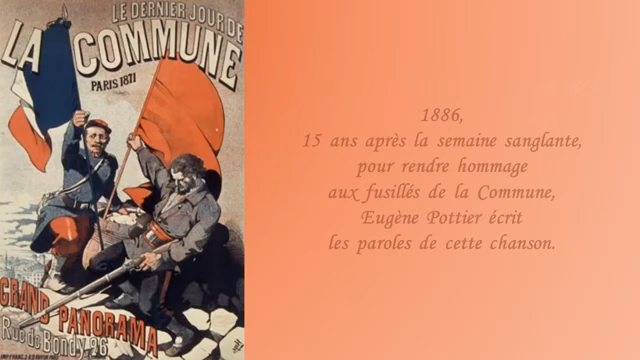 LE DERNIER JOUR DE
LA COMMUNE
PARIS 1871
GRAND PANORAMA
Rue de Bondy, 26
1886,
15 ans après la semaine sanglante,
pour rendre hommage
aux fusillés de la Commune,
Eugène Pottier écrit
les paroles de cette chanson.